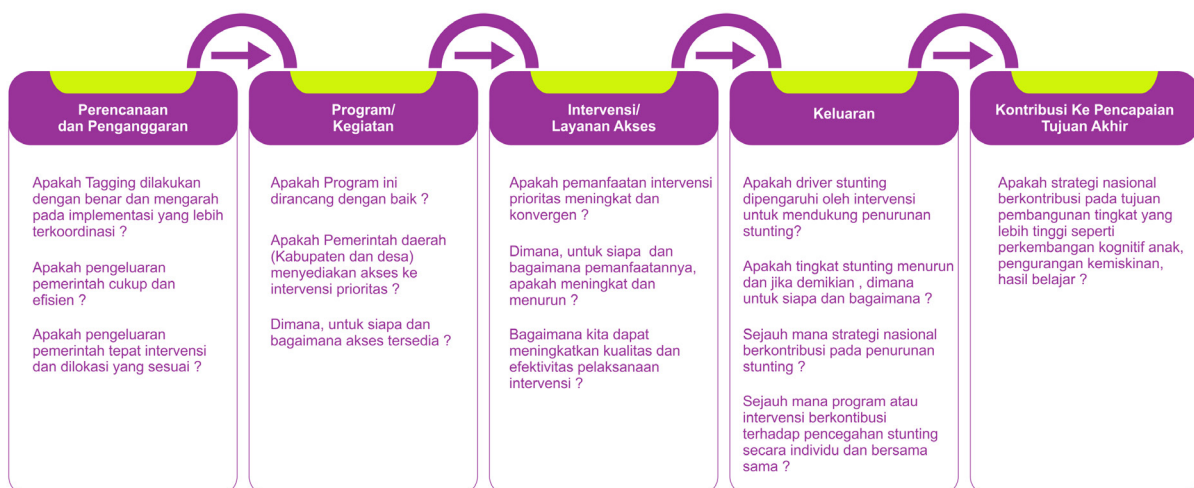 Perencanaan
dan Penganggaran
Apakah Tagging dilakukan
dengan benar dan mengarah
pada implementasi yang lebih
terkoordinasi ?
Apakah pengeluaran
pemerintah cukup dan
efisien ?
Apakah pengeluaran
pemerintah tepat intervensi
dan dilokasi yang sesuai ?
Program/
Kegiatan
Apakah Program ini
dirancang dengan baik ?
Apakah Pemerintah daerah
(Kabupaten dan desa)
menyediakan akses ke
intervensi prioritas ?
Dimana, untuk siapa dan
bagaimana akses tersedia ?
Intervensi/
Layanan Akses
Apakah pemanfaatan intervensi
prioritas meningkat dan
konvergen ?
Dimana, untuk siapa dan
bagaimana pemanfaatannya,
apakah meningkat dan
menurun ?
Bagaimana kita dapat
meningkatkan kualitas dan
efektivitas pelaksanaan
intervensi ?
Keluaran
Apakah driver stunting
dipengaruhi oleh intervensi
untuk mendukung penurunan
stunting?
Apakah tingkat stunting menurun
dan jika demikian , dimana
untuk siapa dan bagaimana ?
Sejauh mana strategi nasional
berkontribusi pada penurunan
stunting ?
Sejauh mana program atau
intervensi berkontibusi
terhadap pencegahan stunting
secara individu dan bersama
sama ?
Kontribusi Ke Pencapaian
Tujuan Akhir
Apakah strategi nasional
berkontribusi pada tujuan
pembangunan tingkat yang
lebih tinggi seperti
perkembangan kognitif anak,
pengurangan kemiskinan,
hasil belajar ?